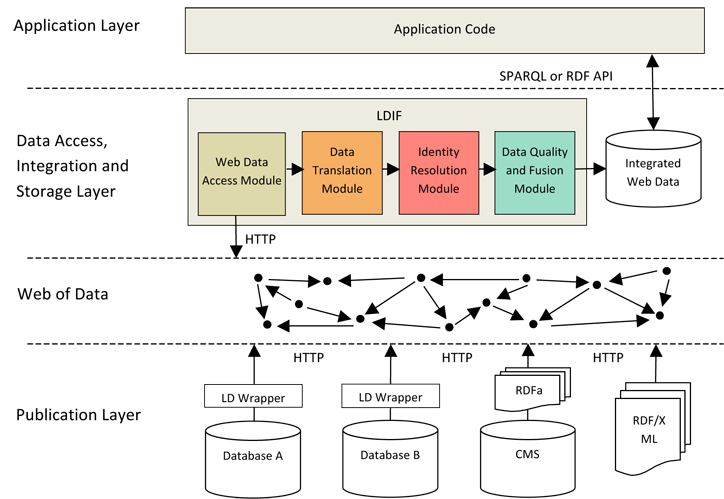 Application Layer
Application Code
SPARQL or RDF API
LDIF
Data Access,
Integration and
Storage Layer
Web Data
Access Module
Data
Translation
Module
Identity
Resolution
Module
Data Quality
and Fusion
Module
Integrated
Web Data
HTTP
Web of Data
HTTP
HTTP
HTTP
Publication Layer
LD Wrapper
LD Wrapper
RDFa
RDF/X
ML
Database A
Database B
CMS